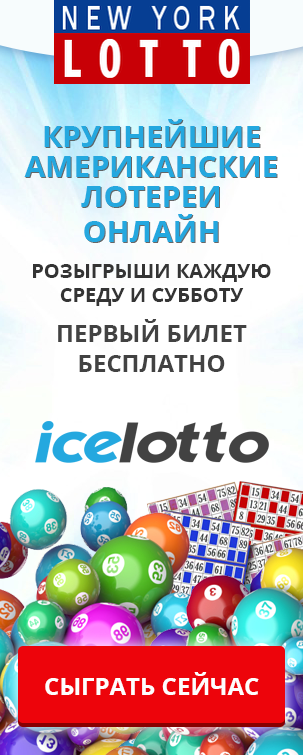 NEW YORK
LOTTO
КРУПНЕЙШИЕ
АМЕРИКАНСКИЕ
ЛОТЕРЕИ
ОНЛАЙН
РОЗЫГРЫШИ КАЖДУЮ
СРЕДУ И СУББОТУ
ПЕРВЫЙ БИЛЕТ
БЕСПЛАТНО
icelotto
СЫГРАТЬ СЕЙЧАС